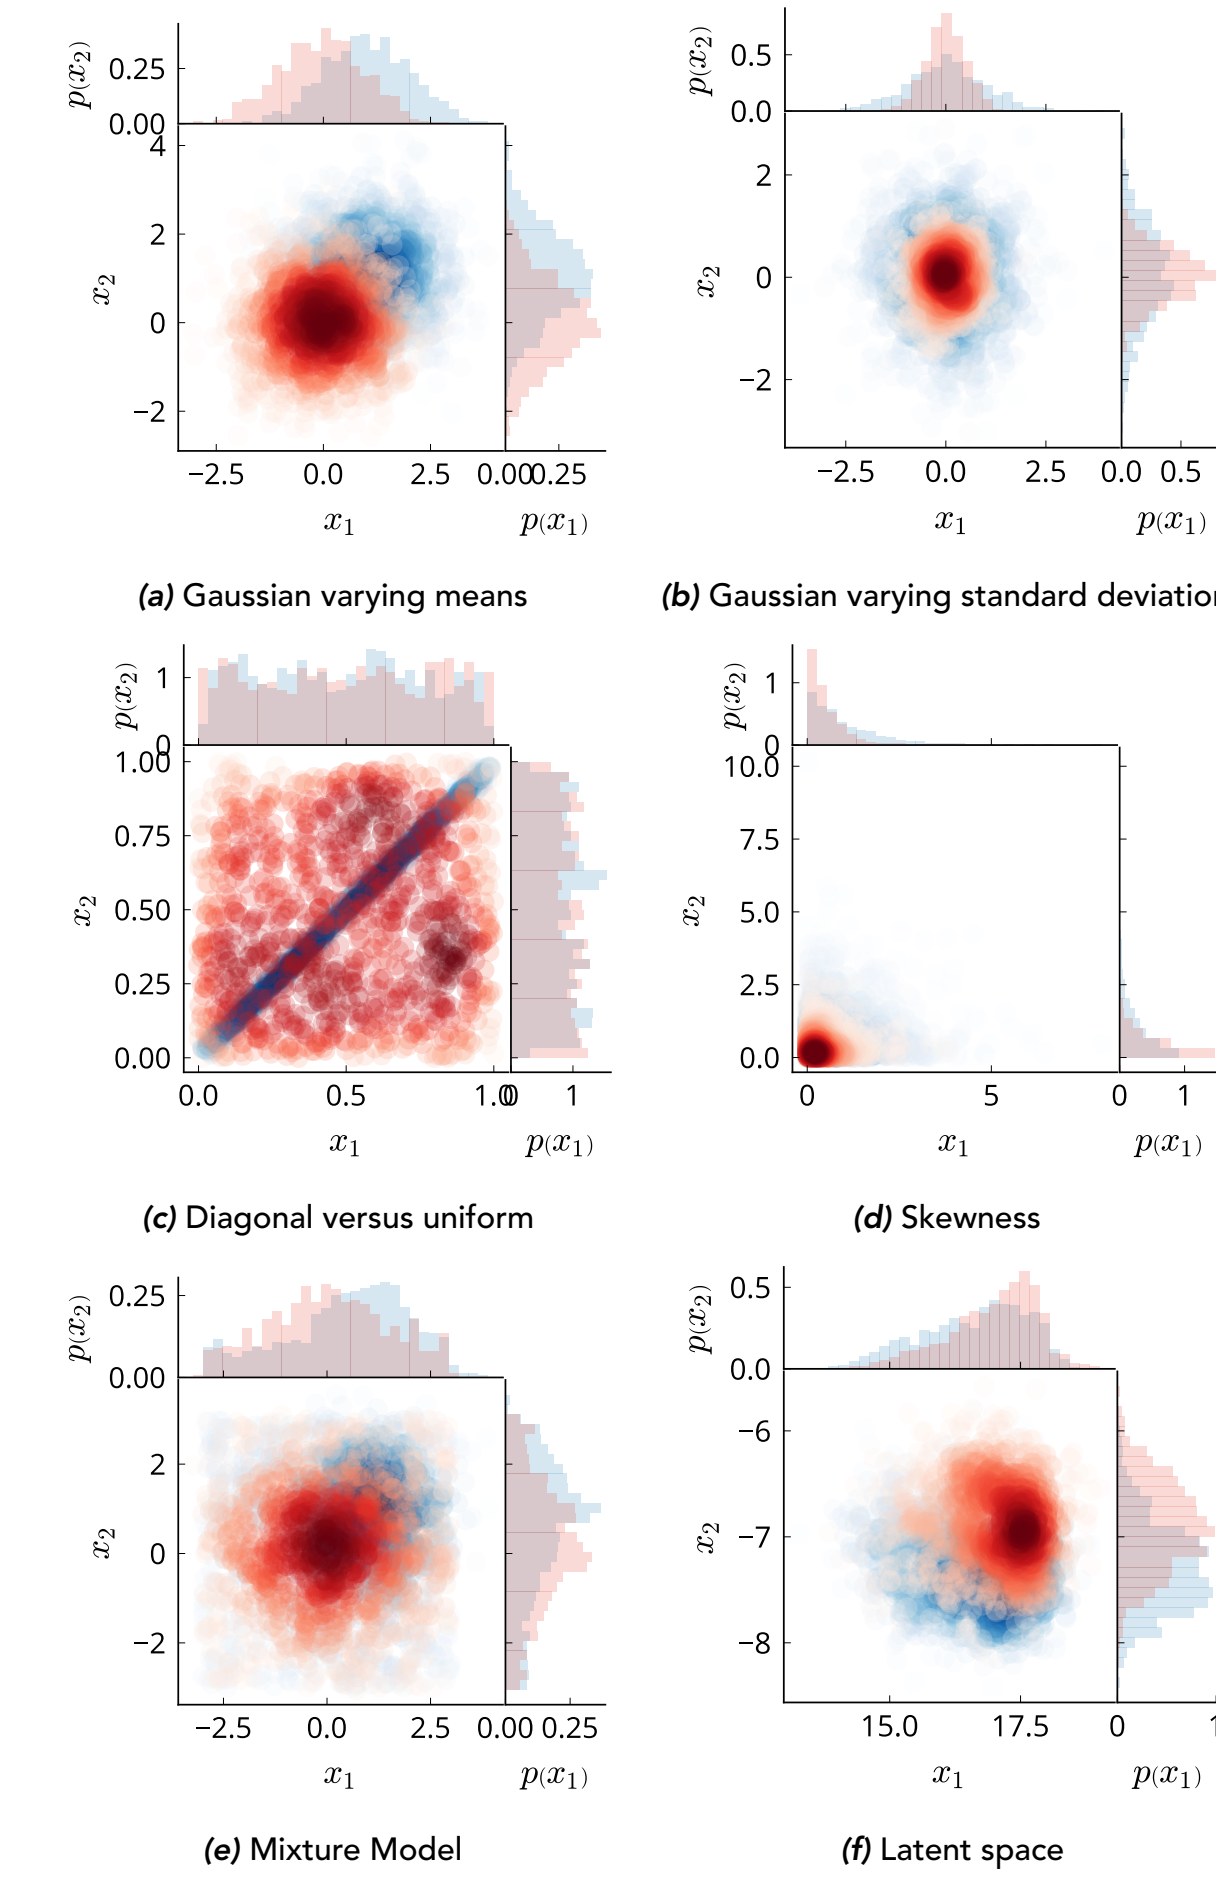 p(x₂) 0.25 0.00
4 2 0 −2
x₂
−2.5 0.0 2.5 0.00 0.25
x₁ p(x₁)
(a) Gaussian varying means
p(x₂) 0.5 0.0
2 0 −2
x₂
−2.5 0.0 2.5 0.0 0.5
x₁ p(x₁)
(b) Gaussian varying standard deviation
p(x₂) 1 0
1.00 0.75 0.50 0.25 0.00
x₂
0.0 0.5 1.0 0 1
x₁ p(x₁)
(c) Diagonal versus uniform
p(x₂) 1 0
10.0 7.5 5.0 2.5 0.0
x₂
0 5 0 1
x₁ p(x₁)
(d) Skewness
p(x₂) 0.25 0.00
2 0 −2
x₂
−2.5 0.0 2.5 0.00 0.25
x₁ p(x₁)
(e) Mixture Model
p(x₂) 0.5 0.0
−6 −7 −8
x₂
15.0 17.5 0 1
x₁ p(x₁)
(f) Latent space